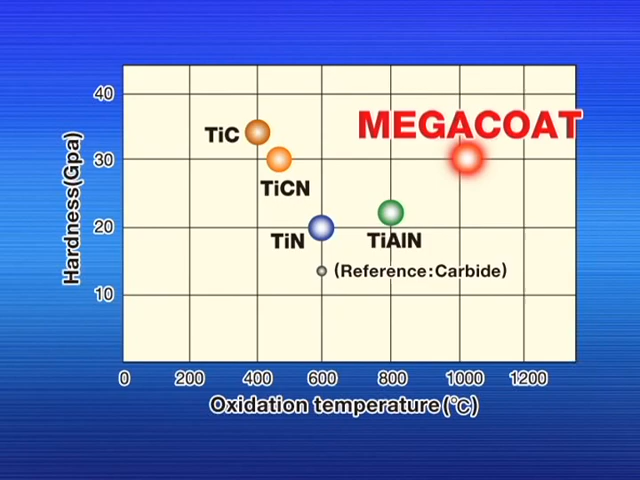 40
30
20
10
Hardness(Gpa)
TiC
MEGACOAT
TiCN
TiN
TiAlN
(Reference:Carbide)
0 200 400 600 800 1000 1200
Oxidation temperature(℃)